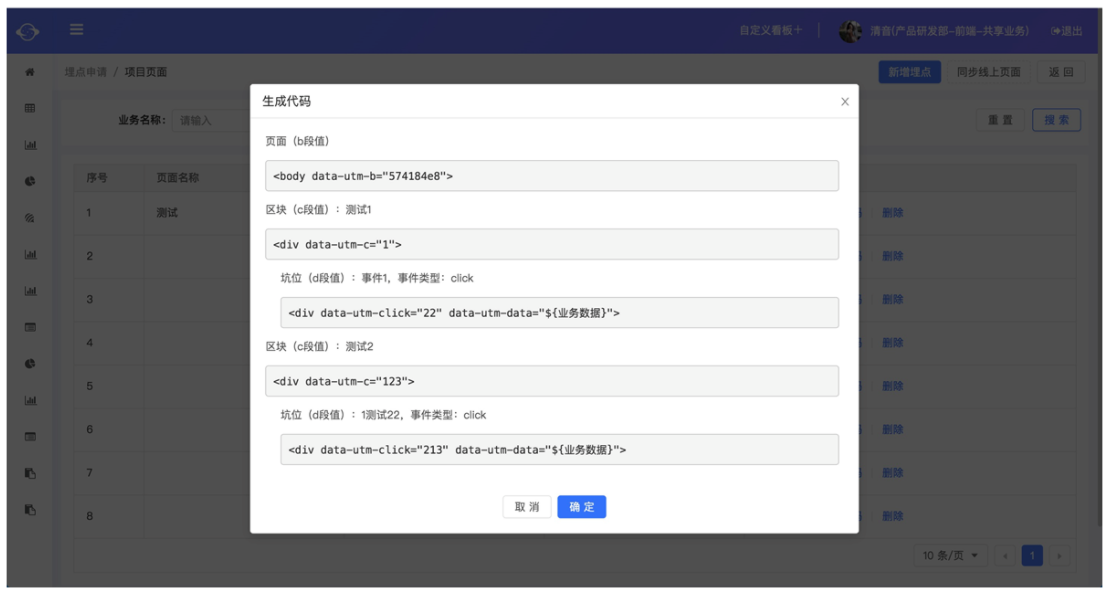 自定义看板+
清音(产品研发部-前端-共享业务)
退出
埋点申请 / 项目页面
新增埋点
同步线上页面
返 回
生成代码
业务名称：
请输入
重 置
搜 索
页面（b段值）
<body data-utm-b="574184e8">
序号
页面名称
区块（c段值）：测试1
1
测试
删除
<div data-utm-c="1">
2
删除
坑位（d段值）：事件1，事件类型：click
3
删除
<div data-utm-click="22" data-utm-data="${业务数据}">
4
删除
区块（c段值）：测试2
<div data-utm-c="123">
5
删除
坑位（d段值）：1测试22，事件类型：click
6
删除
<div data-utm-click="213" data-utm-data="${业务数据}">
7
删除
取 消
确 定
8
删除
10 条/页
1